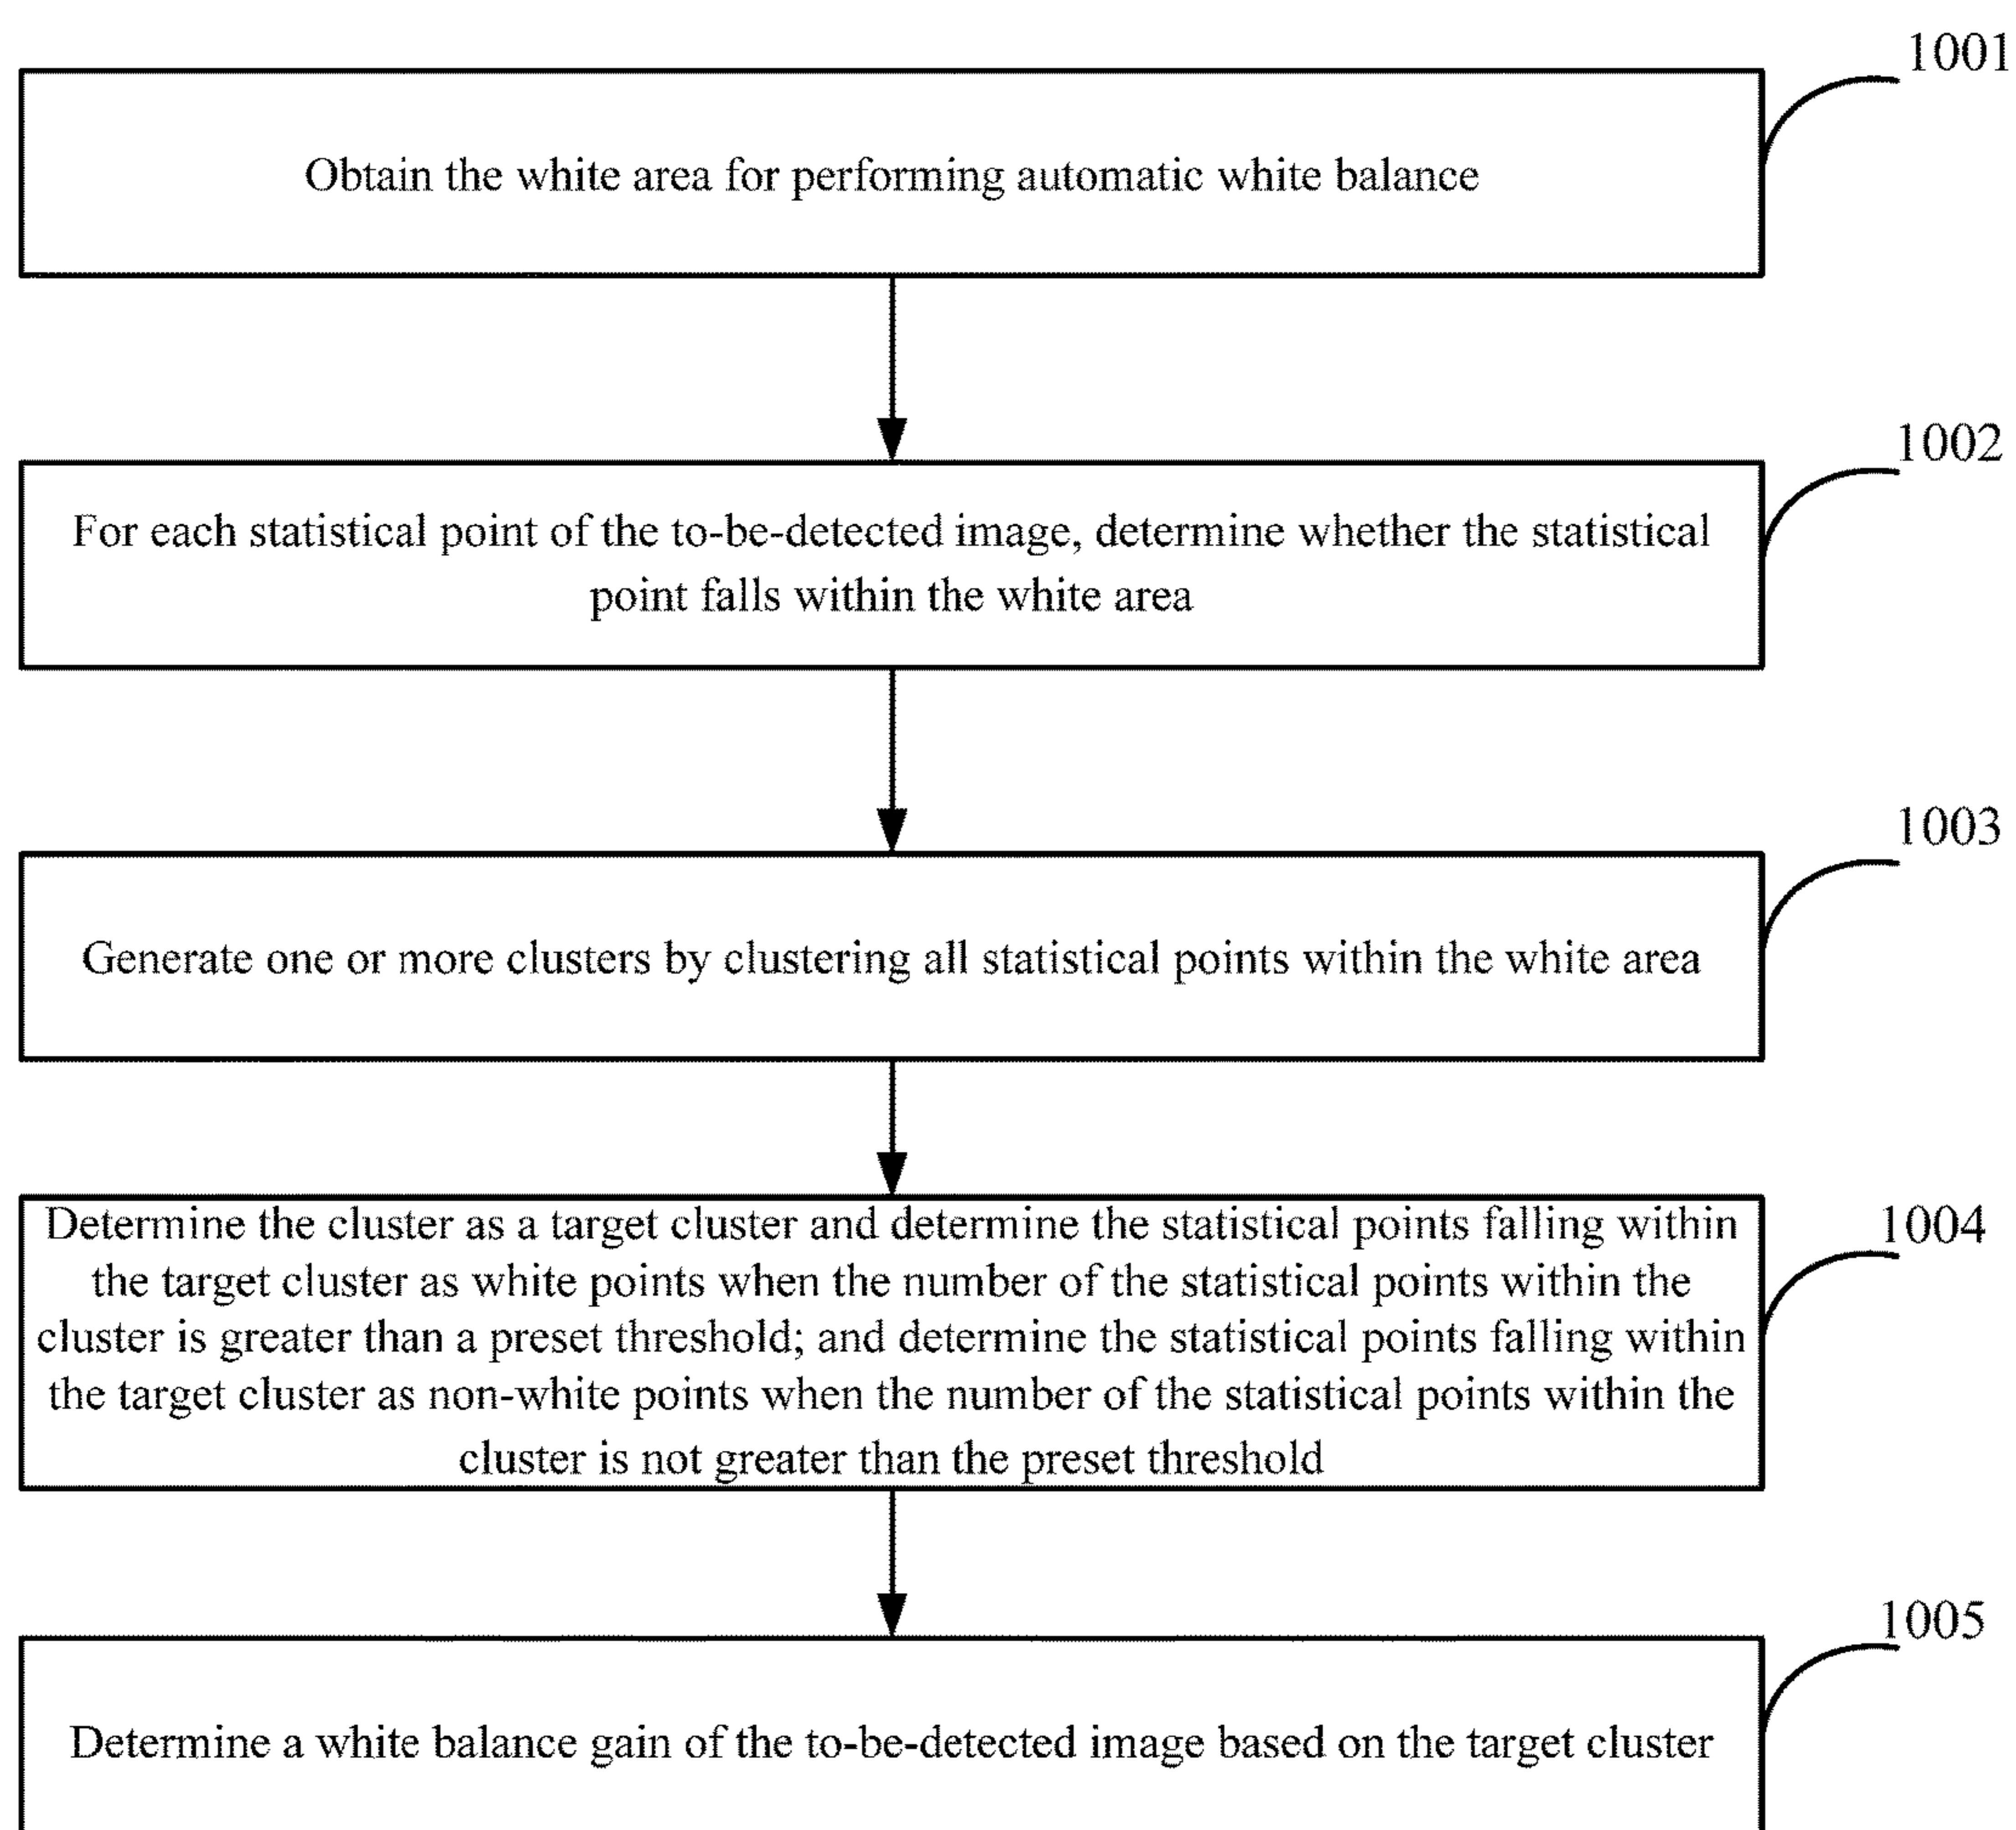 1001
Obtain the white area for performing automatic white balance
1002
For each statistical point of the to-be-detected image, determine whether the statistical
point falls within the white area
1003
Generate one or more clusters by clustering all statistical points within the white area
1004
Determine the cluster as a target cluster and determine the statistical points falling within
the target cluster as white points when the number of the statistical points within the
cluster is greater than a preset threshold; and determine the statistical points falling within
the target cluster as non-white points when the number of the statistical points within the
cluster is not greater than the preset threshold
1005
Determine a white balance gain of the to-be-detected image based on the target cluster